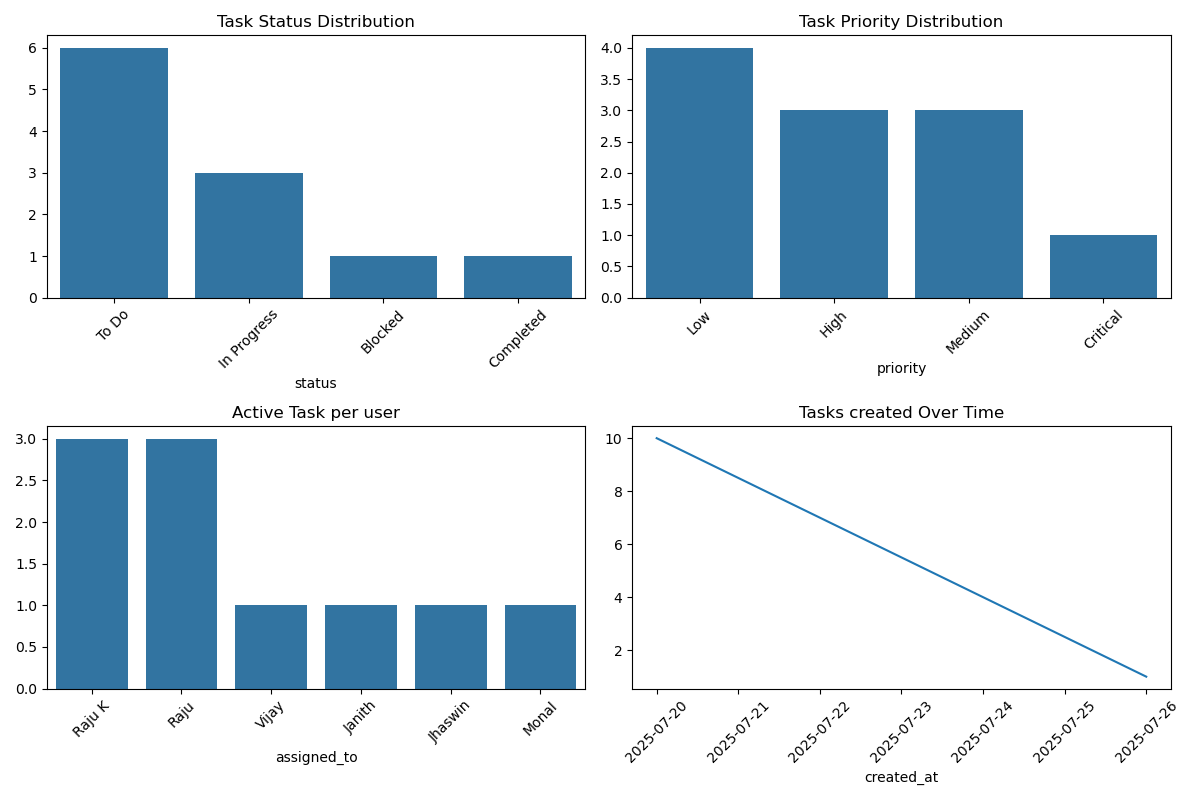 Task Status Distribution
6
5
4
3
2
1
0
To Do
In Progress
Blocked
Completed
status
Task Priority Distribution
4.0
3.5
3.0
2.5
2.0
1.5
1.0
0.5
0.0
Low
High
Medium
Critical
priority
Active Task per user
3.0
2.5
2.0
1.5
1.0
0.5
0.0
Raju K
Raju
Vijay
Janith
Jhaswin
Monal
assigned_to
Tasks created Over Time
10
8
6
4
2
2025-07-20
2025-07-21
2025-07-22
2025-07-23
2025-07-24
2025-07-25
2025-07-26
created_at